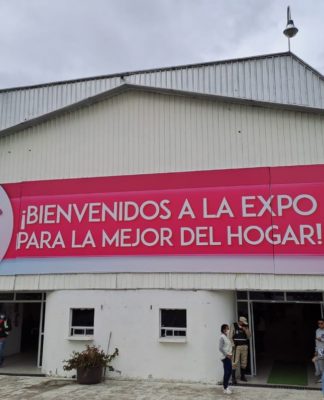 ¡BIENVENIDOS A LA EXPO
PARA LA MEJOR DEL HOGAR!